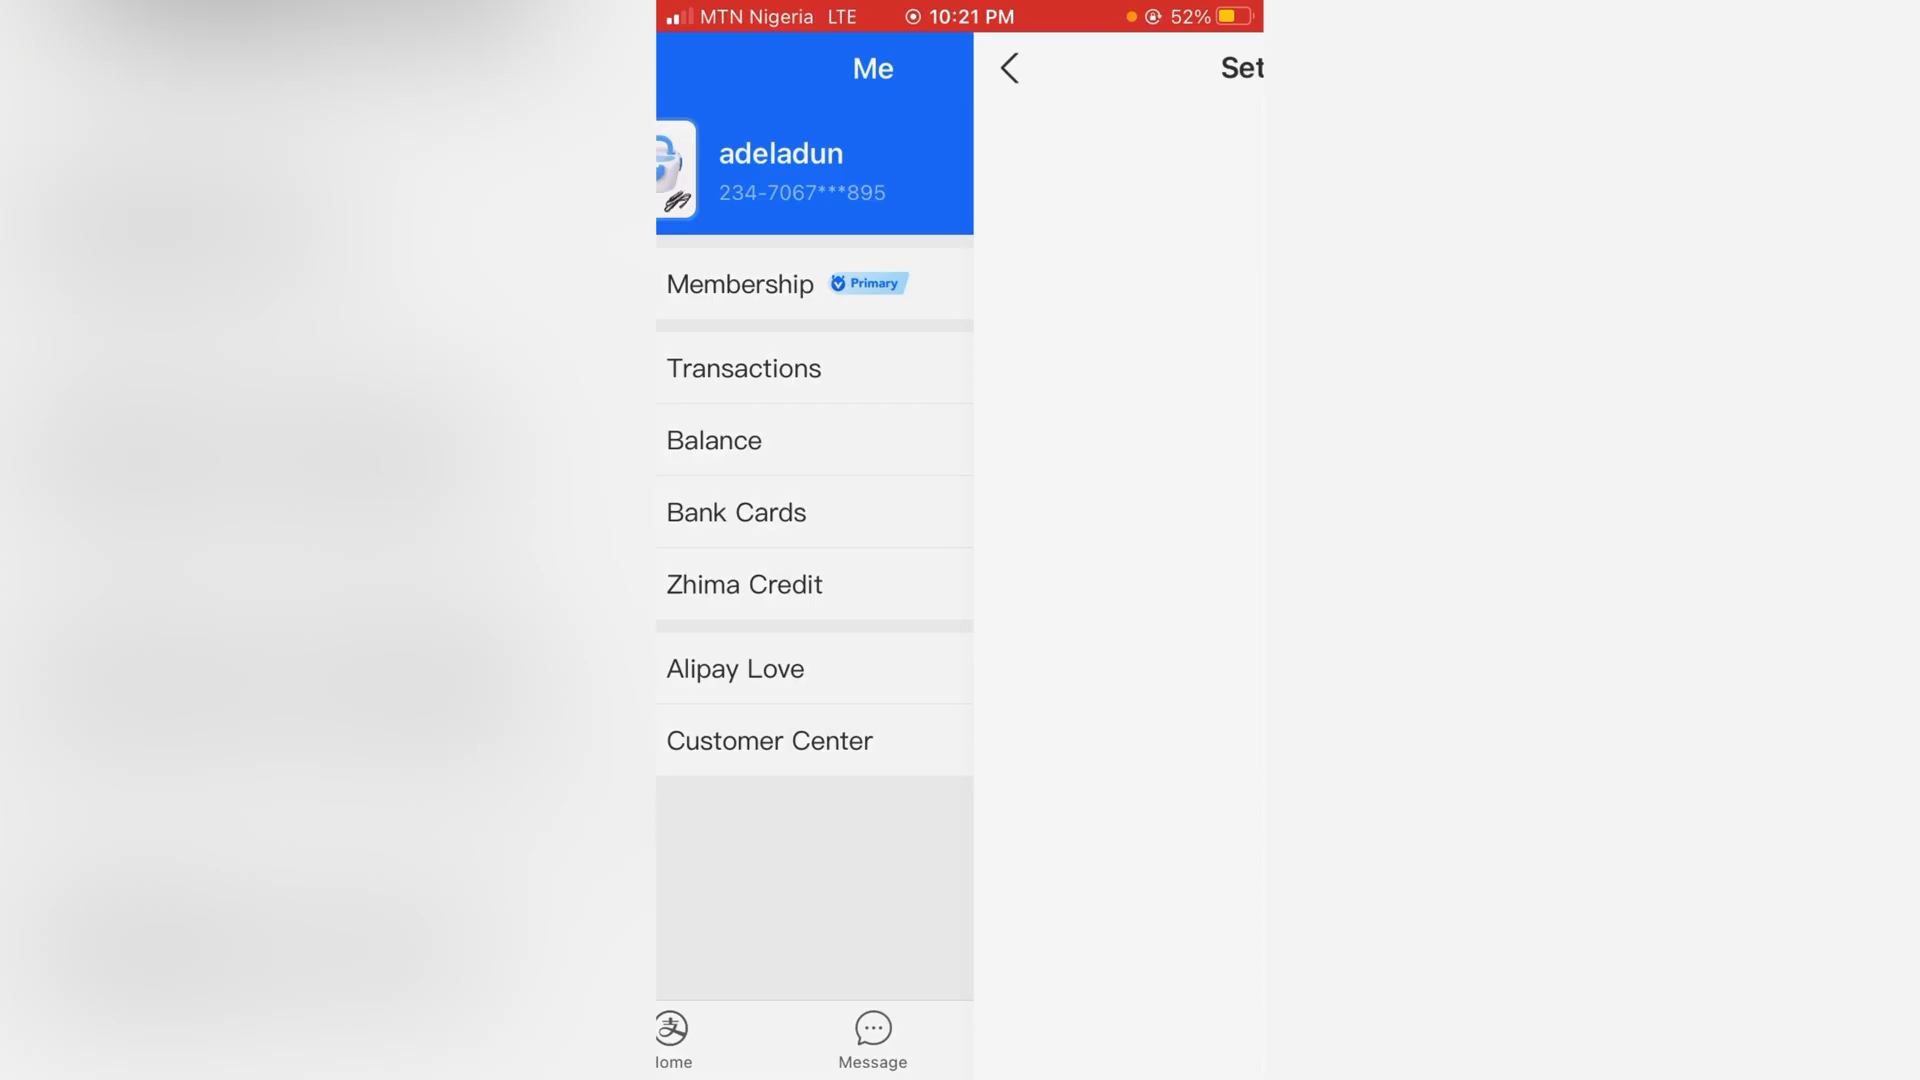 MTN Nigeria LTE 10:21 PM 52%
Me
Set
adeladun
234-7067***895
Membership Primary
Transactions
Balance
Bank Cards
Zhima Credit
Alipay Love
Customer Center
支
lome
Message